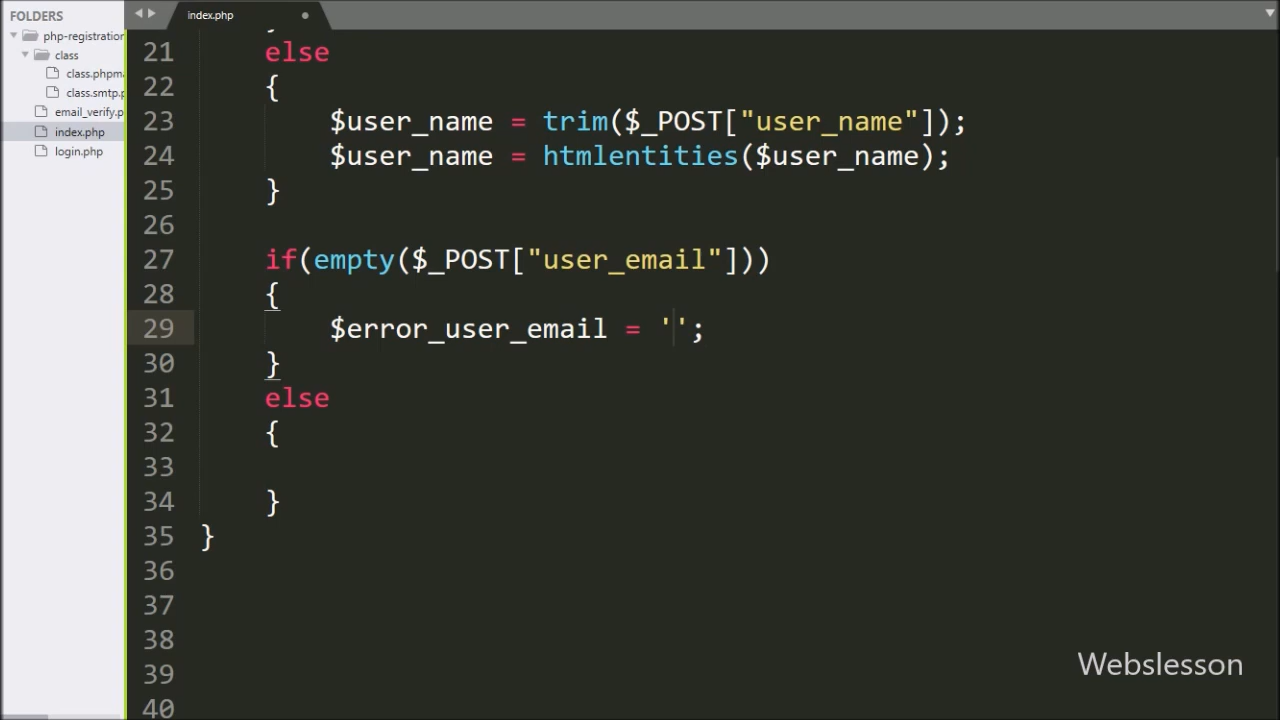 FOLDERS
php-registration
class
class.phpma
class.smtp.p
email_verify.p
index.php
login.php
index.php
21 else
22 {
23 $user_name = trim($_POST["user_name"]);
24 $user_name = htmlentities($user_name);
25 }
26
27 if(empty($_POST["user_email"]))
28 {
29 $error_user_email = '';
30 }
31 else
32 {
33
34 }
35 }
36
37
38
39
40
Webslesson